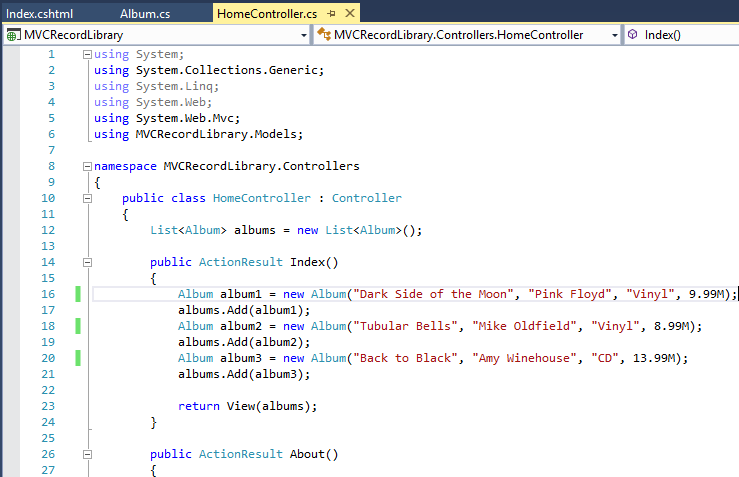 Index.cshtml Album.cs HomeController.cs
MVCRecordLibrary MVCRecordLibrary.Controllers.HomeController Index()
1 using System;
2 using System.Collections.Generic;
3 using System.Linq;
4 using System.Web;
5 using System.Web.Mvc;
6 using MVCRecordLibrary.Models;
7
8 namespace MVCRecordLibrary.Controllers
9 {
10 public class HomeController : Controller
11 {
12 List<Album> albums = new List<Album>();
13
14 public ActionResult Index()
15 {
16 Album album1 = new Album("Dark Side of the Moon", "Pink Floyd", "Vinyl", 9.99M);
17 albums.Add(album1);
18 Album album2 = new Album("Tubular Bells", "Mike Oldfield", "Vinyl", 8.99M);
19 albums.Add(album2);
20 Album album3 = new Album("Back to Black", "Amy Winehouse", "CD", 13.99M);
21 albums.Add(album3);
22
23 return View(albums);
24 }
25
26 public ActionResult About()
27 {